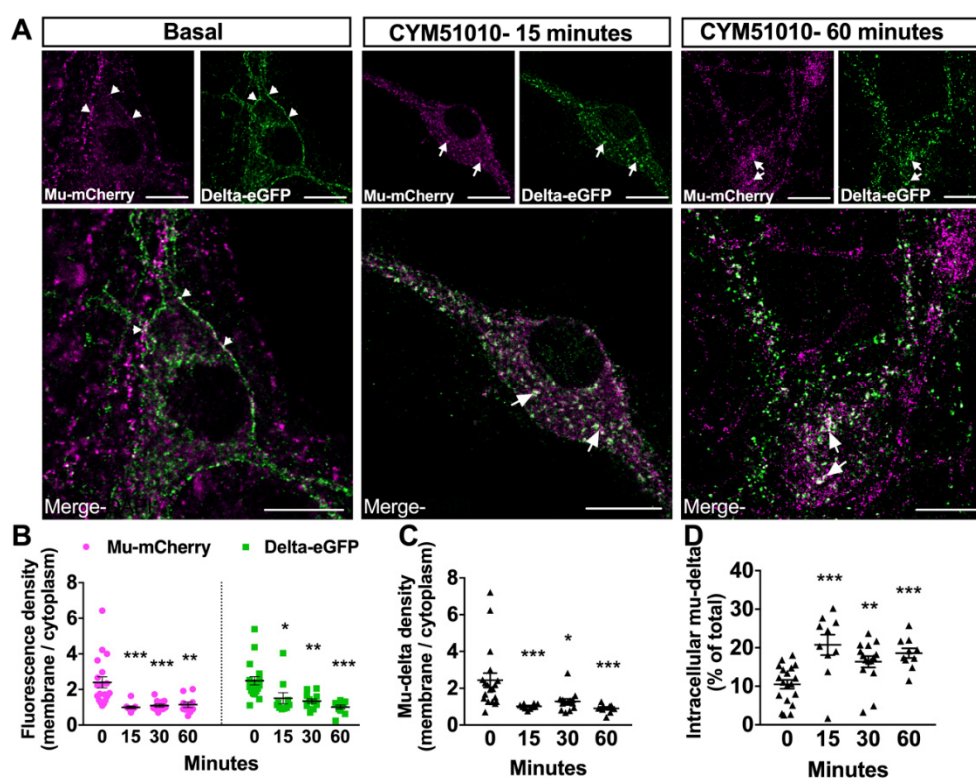 A
Basal
CYM51010- 15 minutes
CYM51010- 60 minutes
Mu-mCherry
Delta-eGFP
Mu-mCherry
Delta-eGFP
Mu-mCherry
Delta-eGFP
Merge-
Merge-
Merge-
B
Mu-mCherry
Delta-eGFP
Fluorescence density
(membrane / cytoplasm)
8
6
4
2
0
***
***
**
*
**
***
0 15 30 60
0 15 30 60
Minutes
C
Mu-delta density
(membrane / cytoplasm)
8
6
4
2
0
***
*
***
0 15 30 60
Minutes
D
Intracellular mu-delta
(% of total)
40
30
20
10
0
***
**
***
0 15 30 60
Minutes